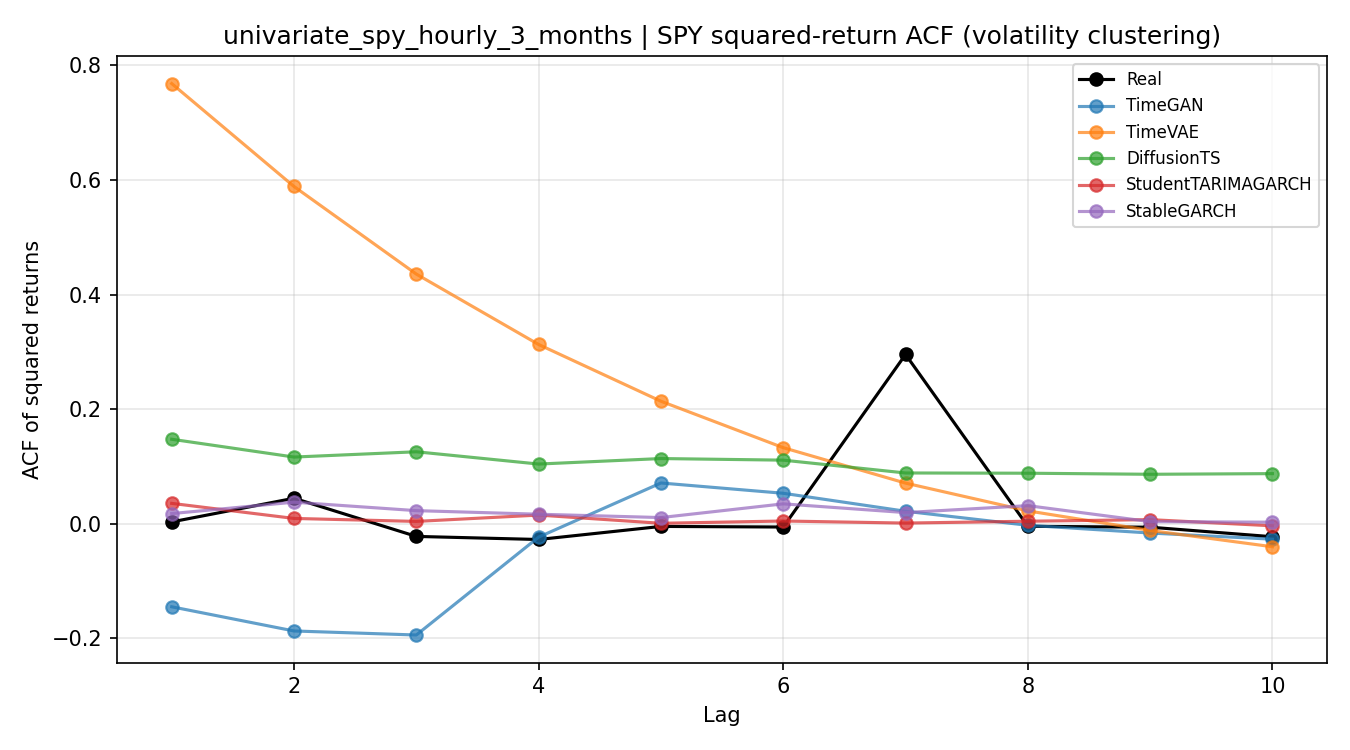 univariate_spy_hourly_3_months | SPY squared-return ACF (volatility clustering)
ACF of squared returns
0.8
0.6
0.4
0.2
0.0
−0.2
Real
TimeGAN
TimeVAE
DiffusionTS
StudentTARIMAGARCH
StableGARCH
2 4 6 8 10
Lag